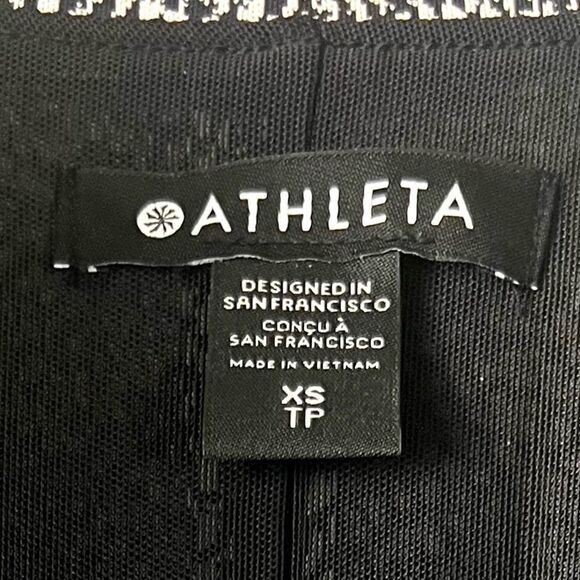 ATHLETA
DESIGNED IN
SAN FRANCISCO
CONÇU À
SAN FRANCISCO
MADE IN VIETNAM
XS
TP